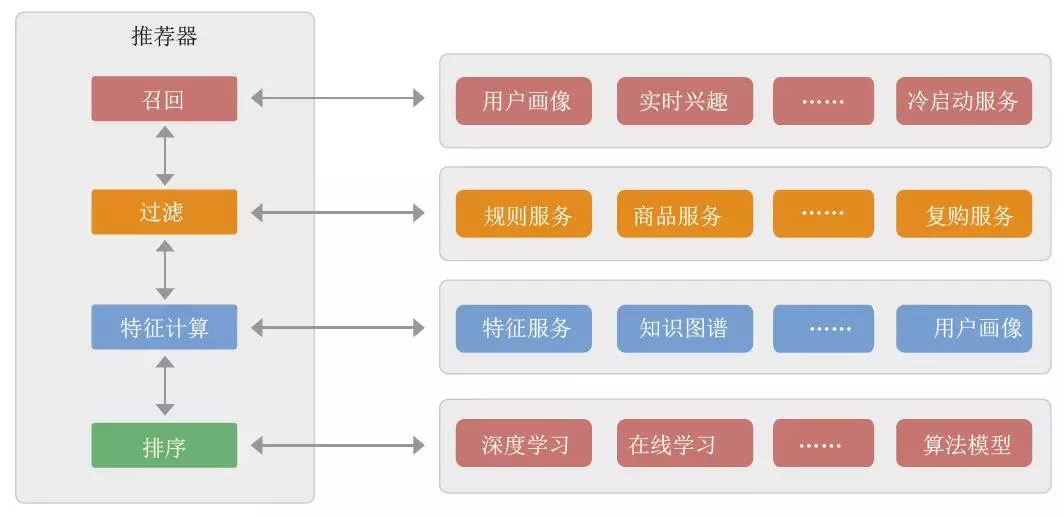 推荐器
召回
用户画像
实时兴趣
……
冷启动服务
过滤
规则服务
商品服务
……
复购服务
特征计算
特征服务
知识图谱
……
用户画像
排序
深度学习
在线学习
……
算法模型